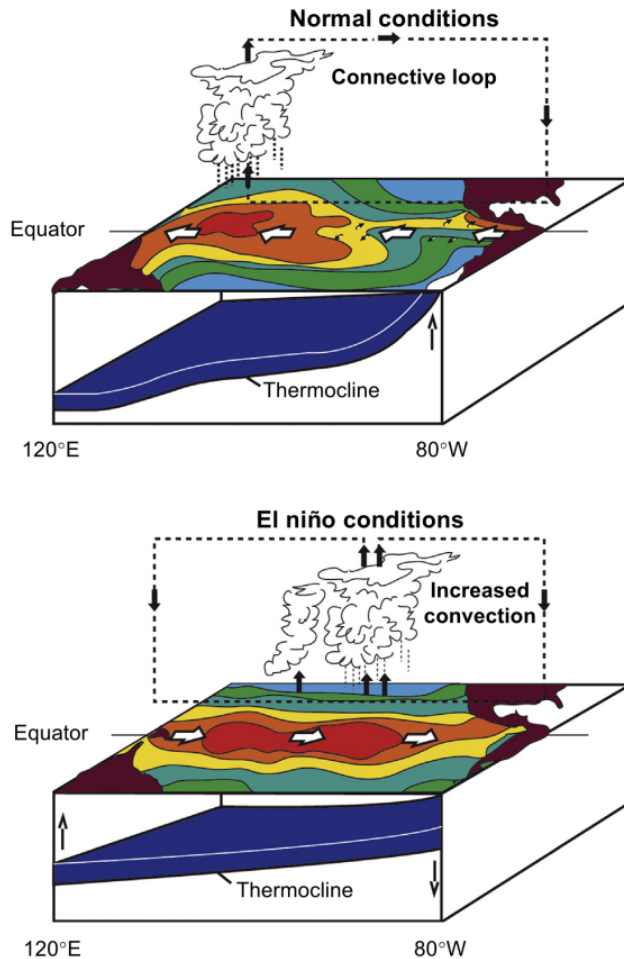 Normal conditions
Connective loop
Equator
Thermocline
120°E
80°W
El niño conditions
Increased
convection
Equator
Thermocline
120°E
80°W